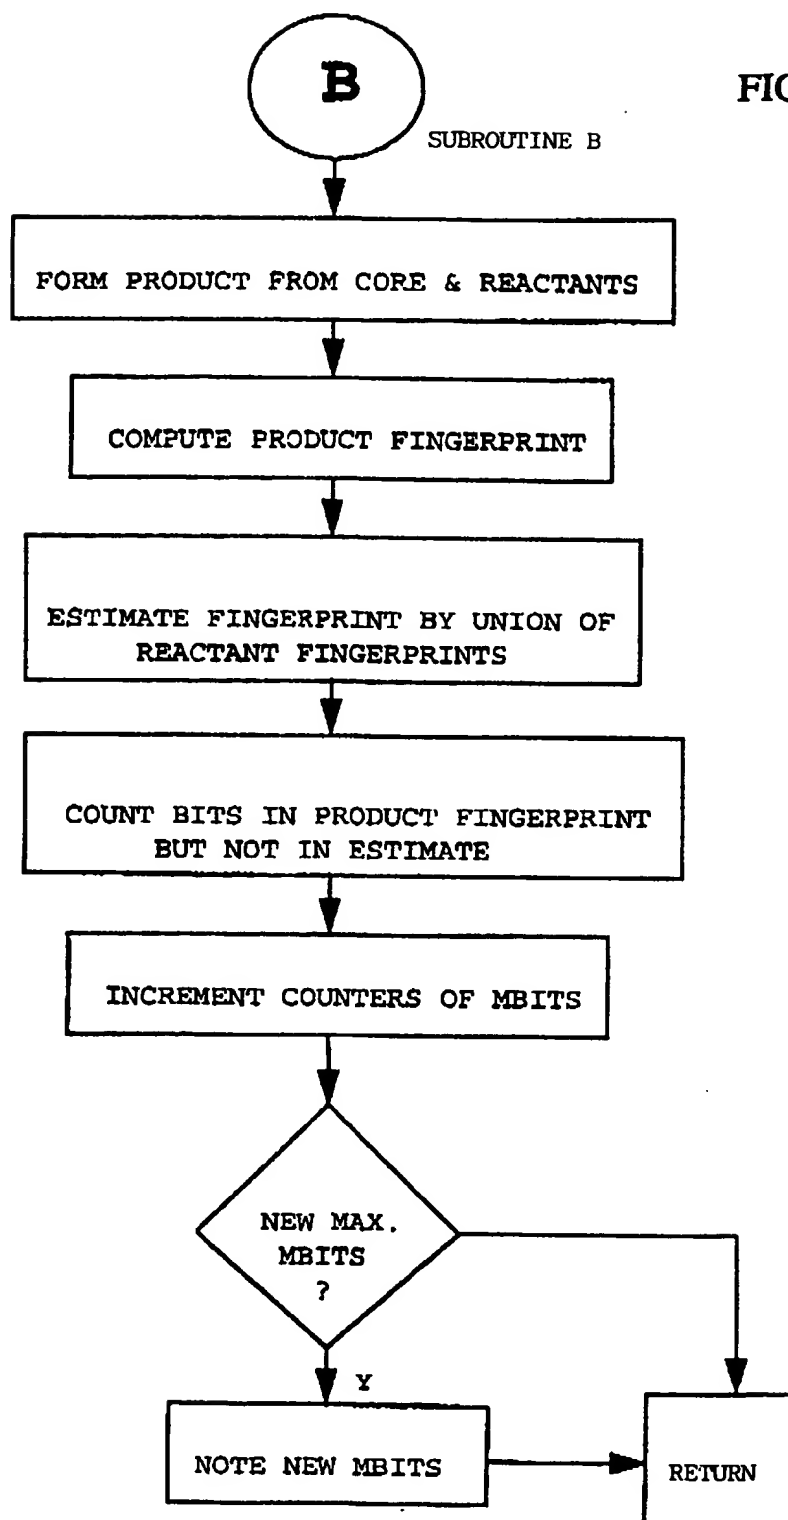 B
FIG
SUBROUTINE B
FORM PRODUCT FROM CORE & REACTANTS
COMPUTE PRODUCT FINGERPRINT
ESTIMATE FINGERPRINT BY UNION OF
REACTANT FINGERPRINTS
COUNT BITS IN PRODUCT FINGERPRINT
BUT NOT IN ESTIMATE
INCREMENT COUNTERS OF MBITS
NEW MAX.
MBITS
?
Y
NOTE NEW MBITS
RETURN